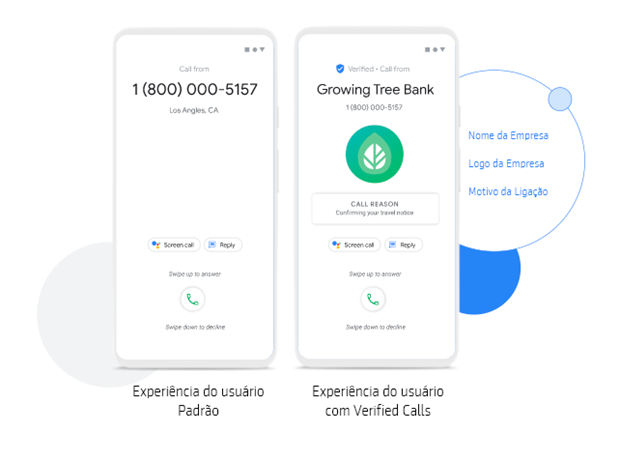 Call from
1 (800) 000-5157
Los Angles, CA
Screen call
Reply
Swipe up to answer
Swipe down to decline
Verified • Call from
Growing Tree Bank
1 (800) 000-5157
CALL REASON
Confirming your travel notice
Screen call
Reply
Swipe up to answer
Swipe down to decline
Nome da Empresa
Logo da Empresa
Motivo da Ligação
Experiência do usuário
Padrão
Experiência do usuário
com Verified Calls